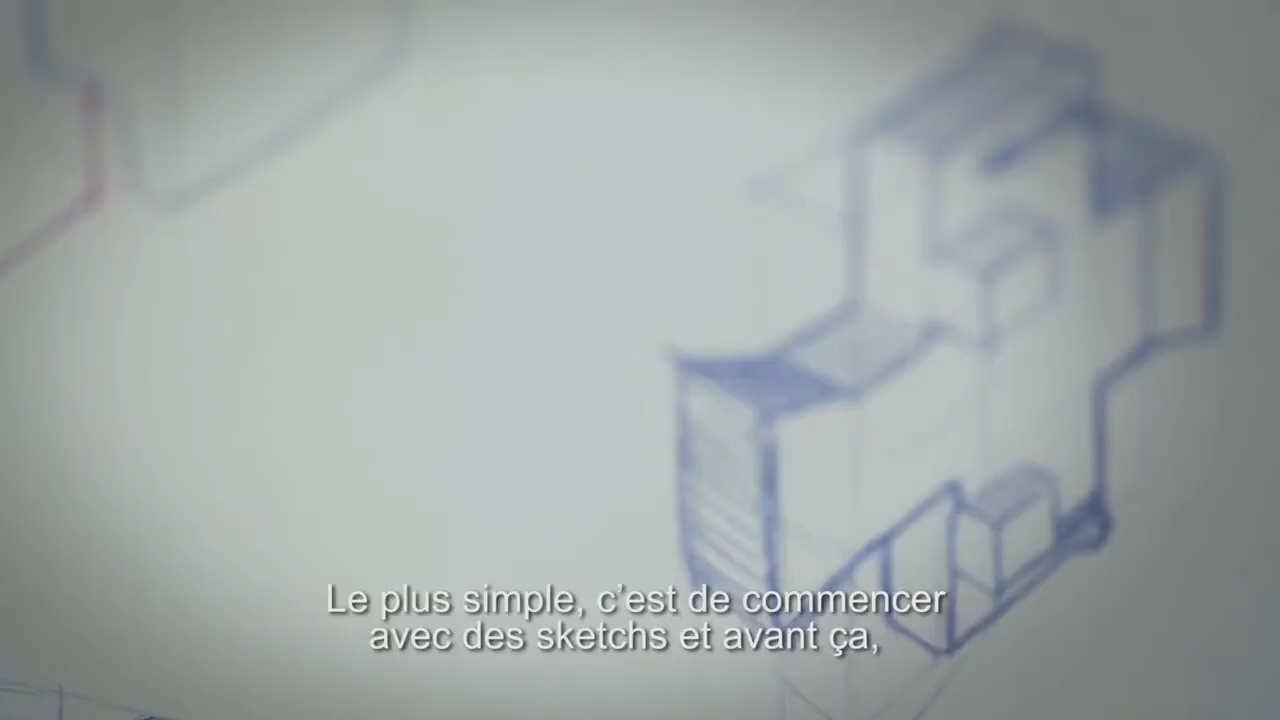 Le plus simple, c’est de commencer
avec des sketchs et avant ça,